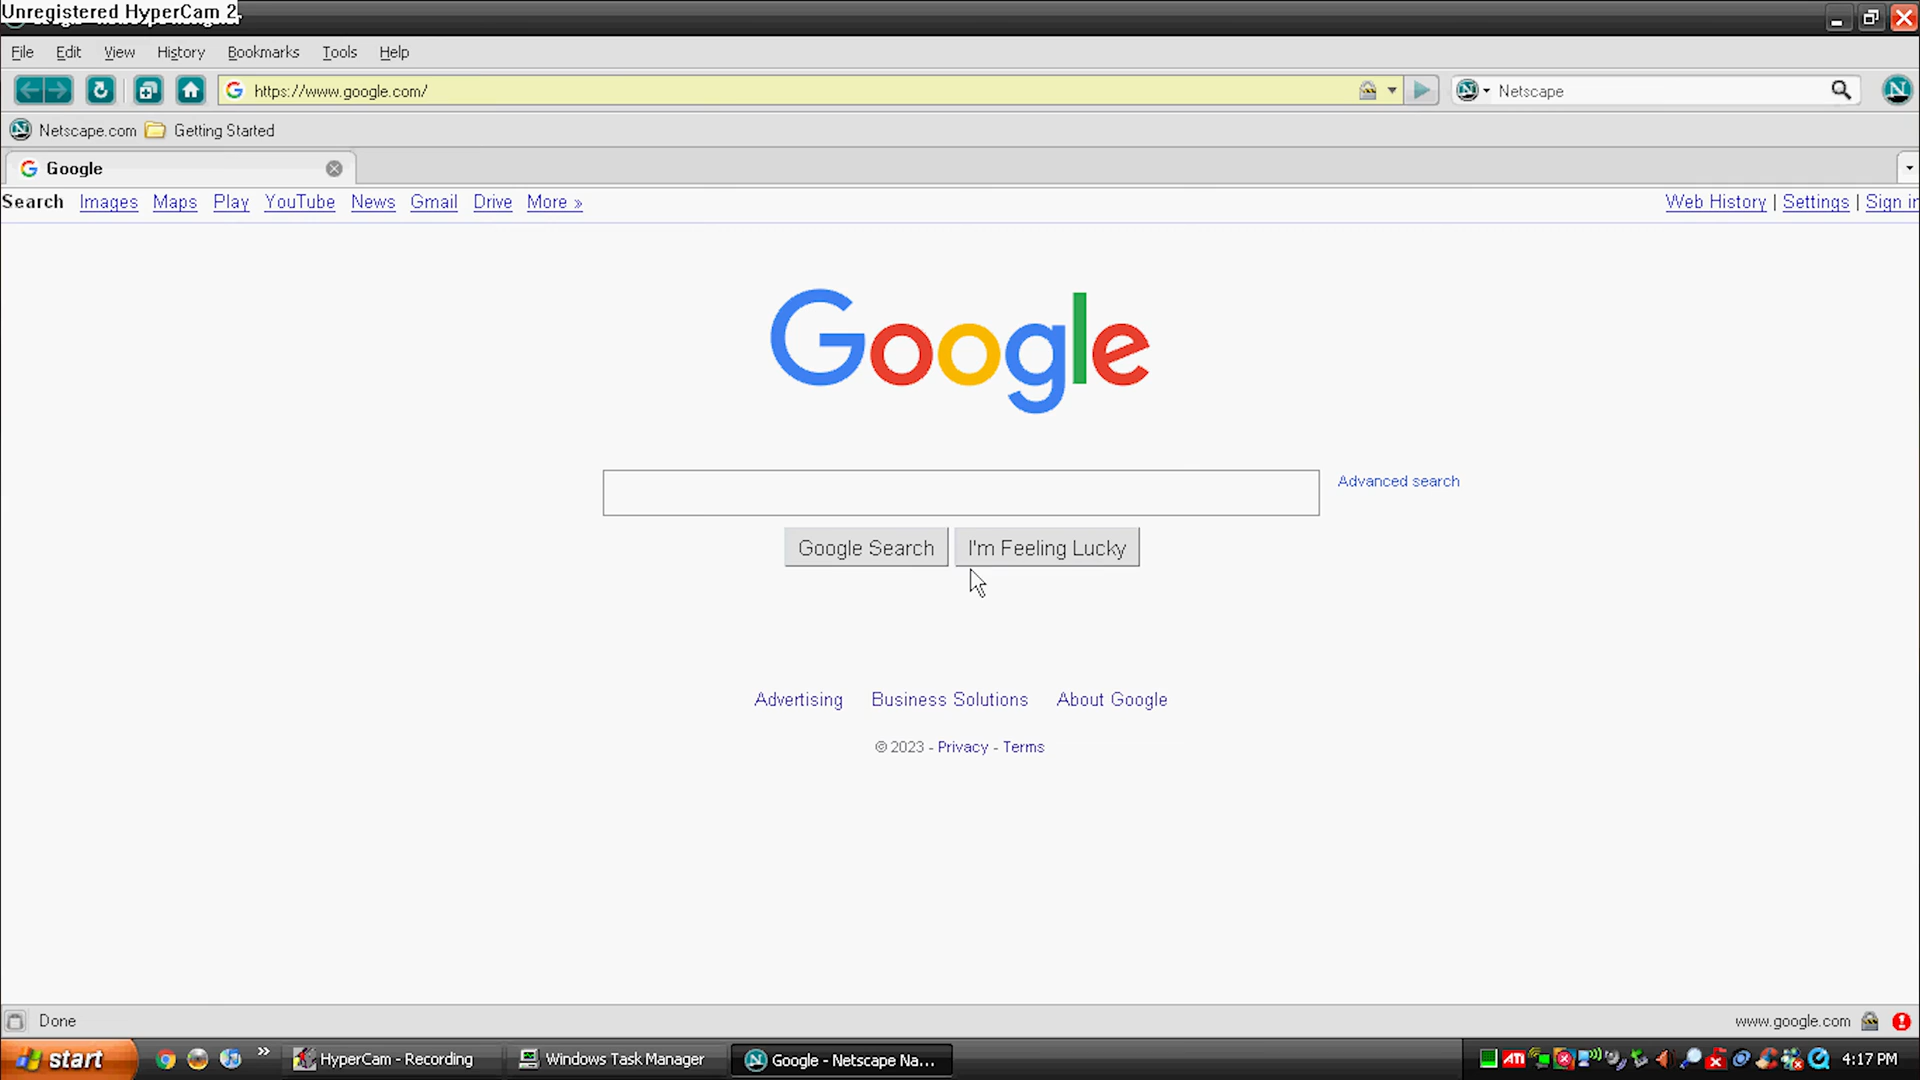 Unregistered HyperCam 2
File Edit View History Bookmarks Tools Help
https://www.google.com/ Netscape
Netscape.com Getting Started
Google
Search Images Maps Play YouTube News Gmail Drive More » Web History | Settings | Sign in
Google
Advanced search
Google Search I'm Feeling Lucky
Advertising Business Solutions About Google
© 2023 - Privacy - Terms
Done www.google.com
start » HyperCam - Recording Windows Task Manager Google - Netscape Na... ATI 4:17 PM